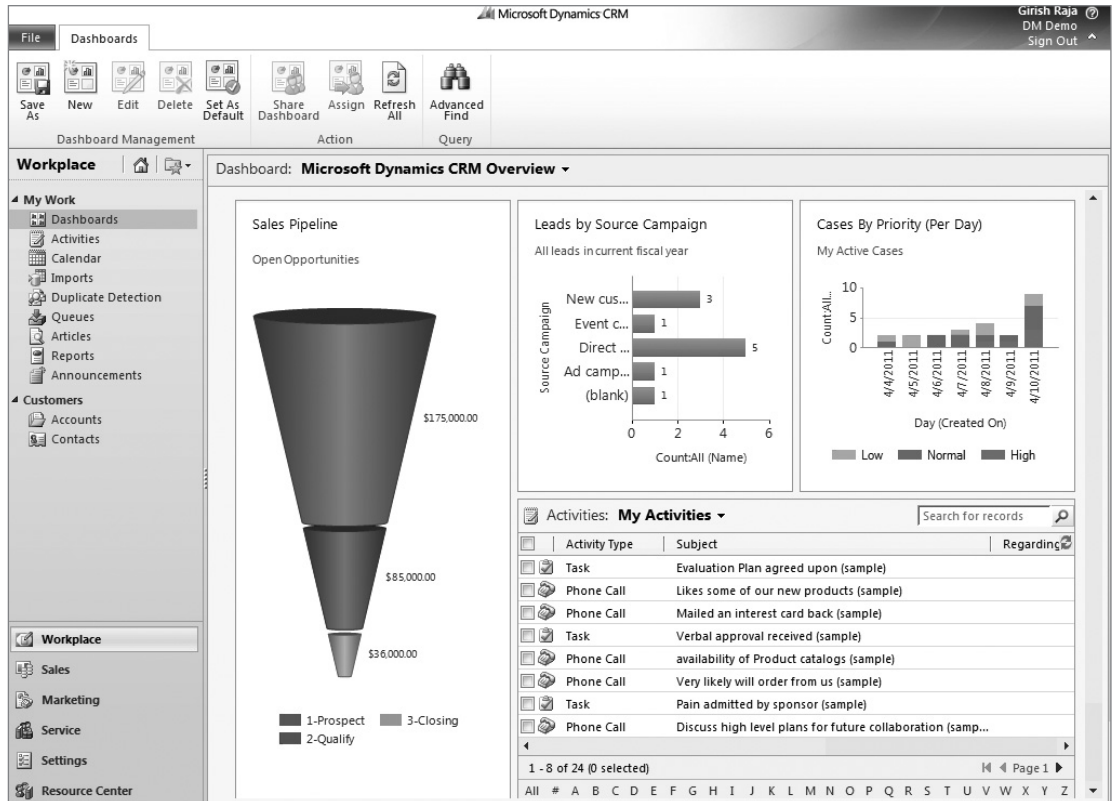 Microsoft Dynamics CRM
Girish Raja
DM Demo
Sign Out
File
Dashboards
Save As
New
Edit
Delete
Set As Default
Share Dashboard
Assign
Refresh All
Advanced Find
Dashboard Management
Action
Query
Workplace
My Work
Dashboards
Activities
Calendar
Imports
Duplicate Detection
Queues
Articles
Reports
Announcements
Customers
Accounts
Contacts
Workplace
Sales
Marketing
Service
Settings
Resource Center
Dashboard: Microsoft Dynamics CRM Overview
Sales Pipeline
Open Opportunities
$175,000.00
$85,000.00
$36,000.00
1-Prospect
3-Closing
2-Qualify
Leads by Source Campaign
All leads in current fiscal year
Source Campaign
New cus... 3
Event c... 1
Direct ... 5
Ad camp... 1
(blank) 1
0 2 4 6
Count:All (Name)
Cases By Priority (Per Day)
My Active Cases
Count:All...
10
5
0
4/4/2011
4/5/2011
4/6/2011
4/7/2011
4/8/2011
4/9/2011
4/10/2011
Day (Created On)
Low Normal High
Activities: My Activities
Search for records
Activity Type Subject Regarding
Task Evaluation Plan agreed upon (sample)
Phone Call Likes some of our new products (sample)
Phone Call Mailed an interest card back (sample)
Task Verbal approval received (sample)
Phone Call availability of Product catalogs (sample)
Phone Call Very likely will order from us (sample)
Task Pain admitted by sponsor (sample)
Phone Call Discuss high level plans for future collaboration (samp...
1 - 8 of 24 (0 selected)
Page 1
All # A B C D E F G H I J K L M N O P Q R S T U V W X Y Z